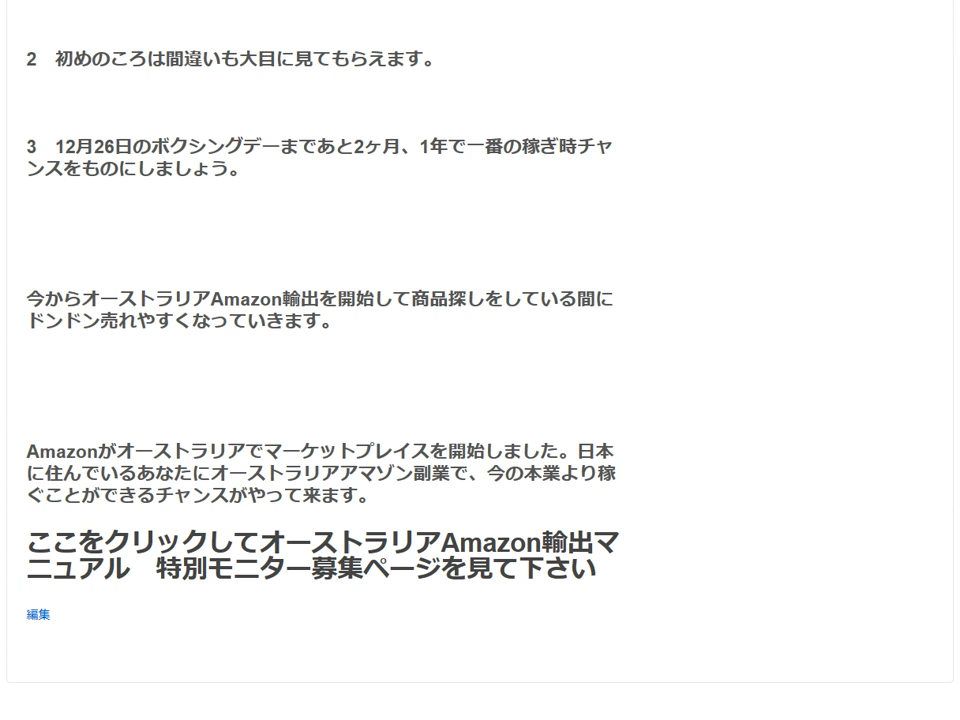 2　初めのころは間違いも大目に見てもらえます。
3　12月26日のボクシングデーまであと2ヶ月、1年で一番の稼ぎ時チャ
ンスをものにしましょう。
今からオーストラリアAmazon輸出を開始して商品探しをしている間に
ドンドン売れやすくなっていきます。
Amazonがオーストラリアでマーケットプレイスを開始しました。日本
に住んでいるあなたにオーストラリアアマゾン副業で、今の本業より稼
ぐことができるチャンスがやって来ます。
ここをクリックしてオーストラリアAmazon輸出マ
ニュアル　特別モニター募集ページを見て下さい
編集